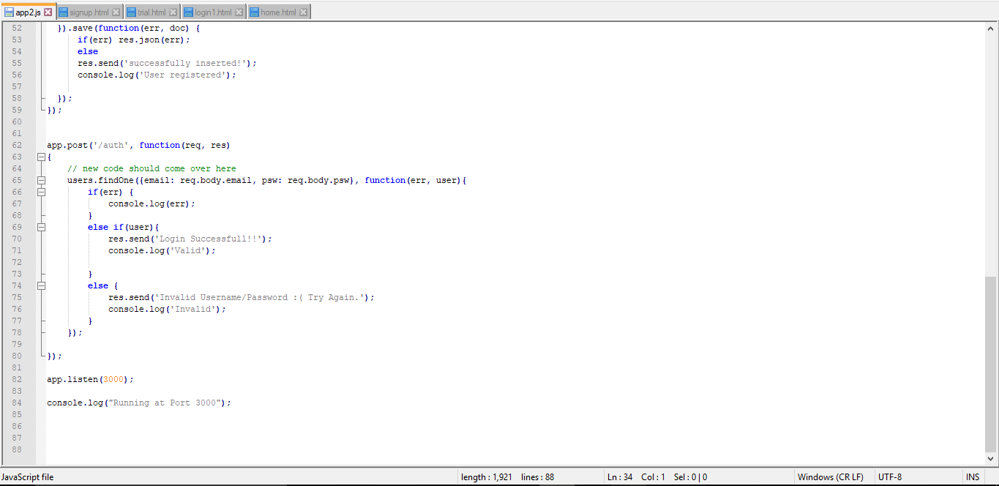 app2.js signup.html trial.html login1.html home.html
52 }).save(function(err, doc) {
53 if(err) res.json(err);
54 else
55 res.send('successfully inserted!');
56 console.log('User registered');
57
58 });
59 });
60
61
62 app.post('/auth', function(req, res)
63 {
64 // new code should come over here
65 users.findOne({email: req.body.email, psw: req.body.psw}, function(err, user){
66 if(err) {
67 console.log(err);
68 }
69 else if(user){
70 res.send('Login Successfull!!');
71 console.log('Valid');
72
73 }
74 else {
75 res.send('Invalid Username/Password :( Try Again.');
76 console.log('Invalid');
77 }
78 });
79
80 });
81
82 app.listen(3000);
83
84 console.log("Running at Port 3000");
85
86
87
88
JavaScript file length : 1,921 lines : 88 Ln : 34 Col : 1 Sel : 0 | 0 Windows (CR LF) UTF-8 INS